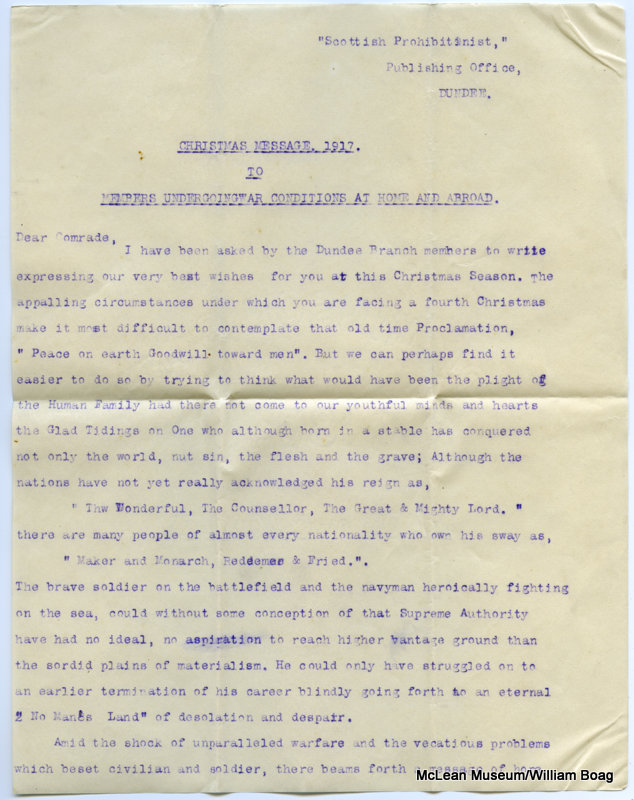 "Scottish Prohibitinist,"
Publishing Office,
DUNDEE.
CHRISTMAS MESSAGE. 1917.
TO
MEMBERS UNDERGOINGWAR CONDITIONS AT HOME AND ABROAD.
Dear Comrade,
I have been asked by the Dundee Branch members to write
expressing our very best wishes for you at this Christmas Season. The
appalling circumstances under which you are facing a fourth Christmas
make it most difficult to contemplate that old time Proclamation,
" Peace on earth Goodwill toward men". But we can perhaps find it
easier to do so by trying to think what would have been the plight of
the Human Family had there not come to our youthful minds and hearts
the Glad Tidings on One who although born in a stable has conquered
not only the world, nut sin, the flesh and the grave; Although the
nations have not yet really acknowledged his reign as,
" Thw Wonderful, The Counsellor, The Great & Mighty Lord. "
there are many people of almost every nationality who own his sway as,
" Maker and Monarch, Redeemer & Fried.".
The brave soldier on the battlefield and the navyman heroically fighting
on the sea, could without some conception of that Supreme Authority
have had no ideal, no aspiration to reach higher vantage ground than
the sordid plains of materialism. He could only have struggled on to
an earlier termination of his career blindly going forth to an eternal
" No Man's Land" of desolation and despair.
Amid the shock of unparalleled warfare and the vecatious problems
which beset civilian and soldier, there beams forth a message of hope
McLean Museum/William Boag